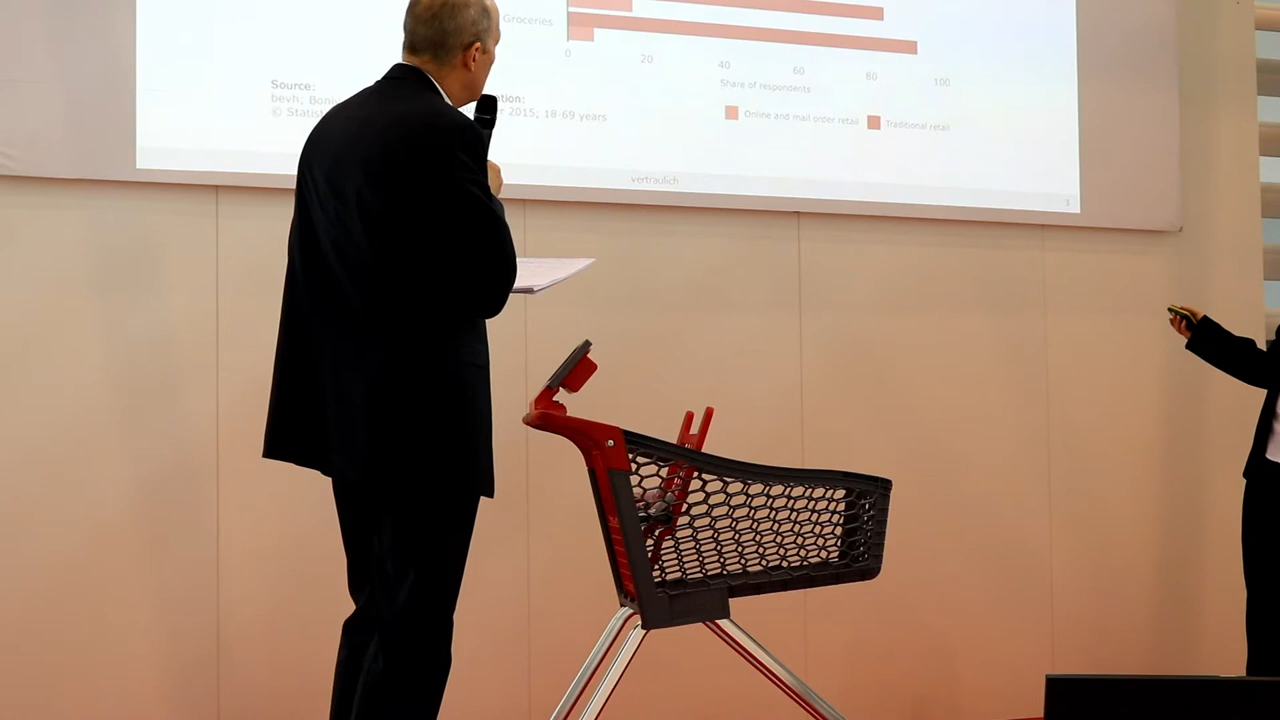 Groceries
0 20 40 60 80 100
Share of respondents
Source:
bevh;
ation:
© Statis 2015; 18-69 years
Online and mail order retail
Traditional retail
vertraulich
3